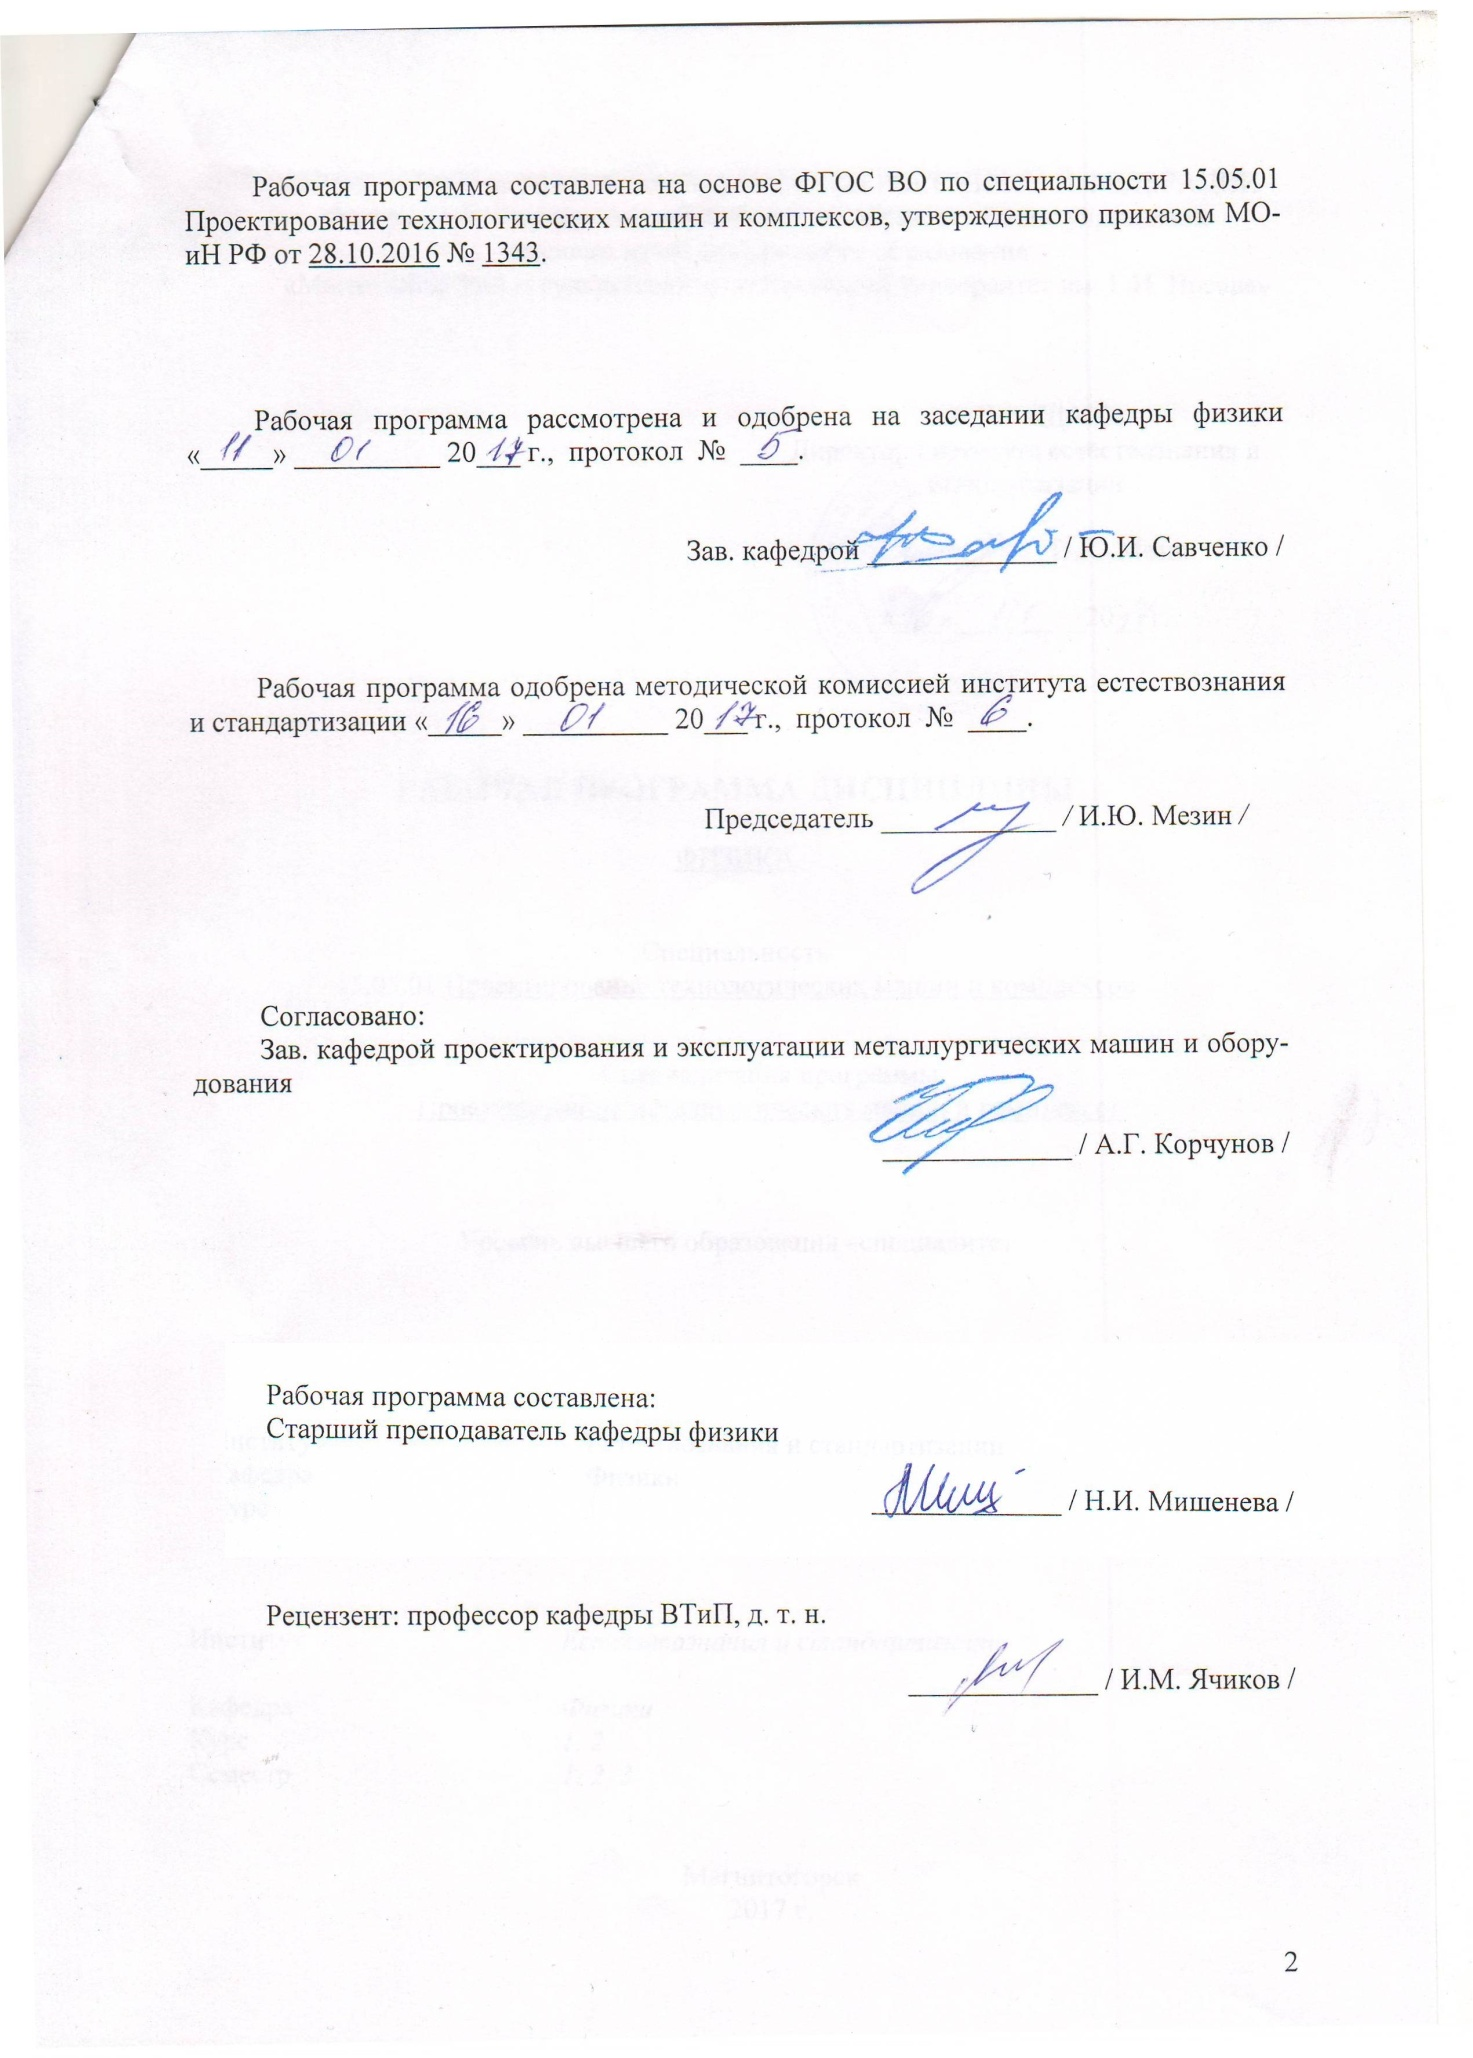 Рабочая программа составлена на основе ФГОС ВО по специальности 15.05.01
Проектирование технологических машин и комплексов, утвержденного приказом МО-
иН РФ от 28.10.2016 № 1343.
Рабочая программа рассмотрена и одобрена на заседании кафедры физики
«11» 01 2017 г., протокол № 5.
Зав. кафедрой / Ю.И. Савченко /
Рабочая программа одобрена методической комиссией института естествознания
и стандартизации «16» 01 2017 г., протокол № 6.
Председатель / И.Ю. Мезин /
Согласовано:
Зав. кафедрой проектирования и эксплуатации металлургических машин и обору-
дования
/ А.Г. Корчунов /
Рабочая программа составлена:
Старший преподаватель кафедры физики
/ Н.И. Мишенева /
Рецензент: профессор кафедры ВТиП, д. т. н.
/ И.М. Ячиков /
2